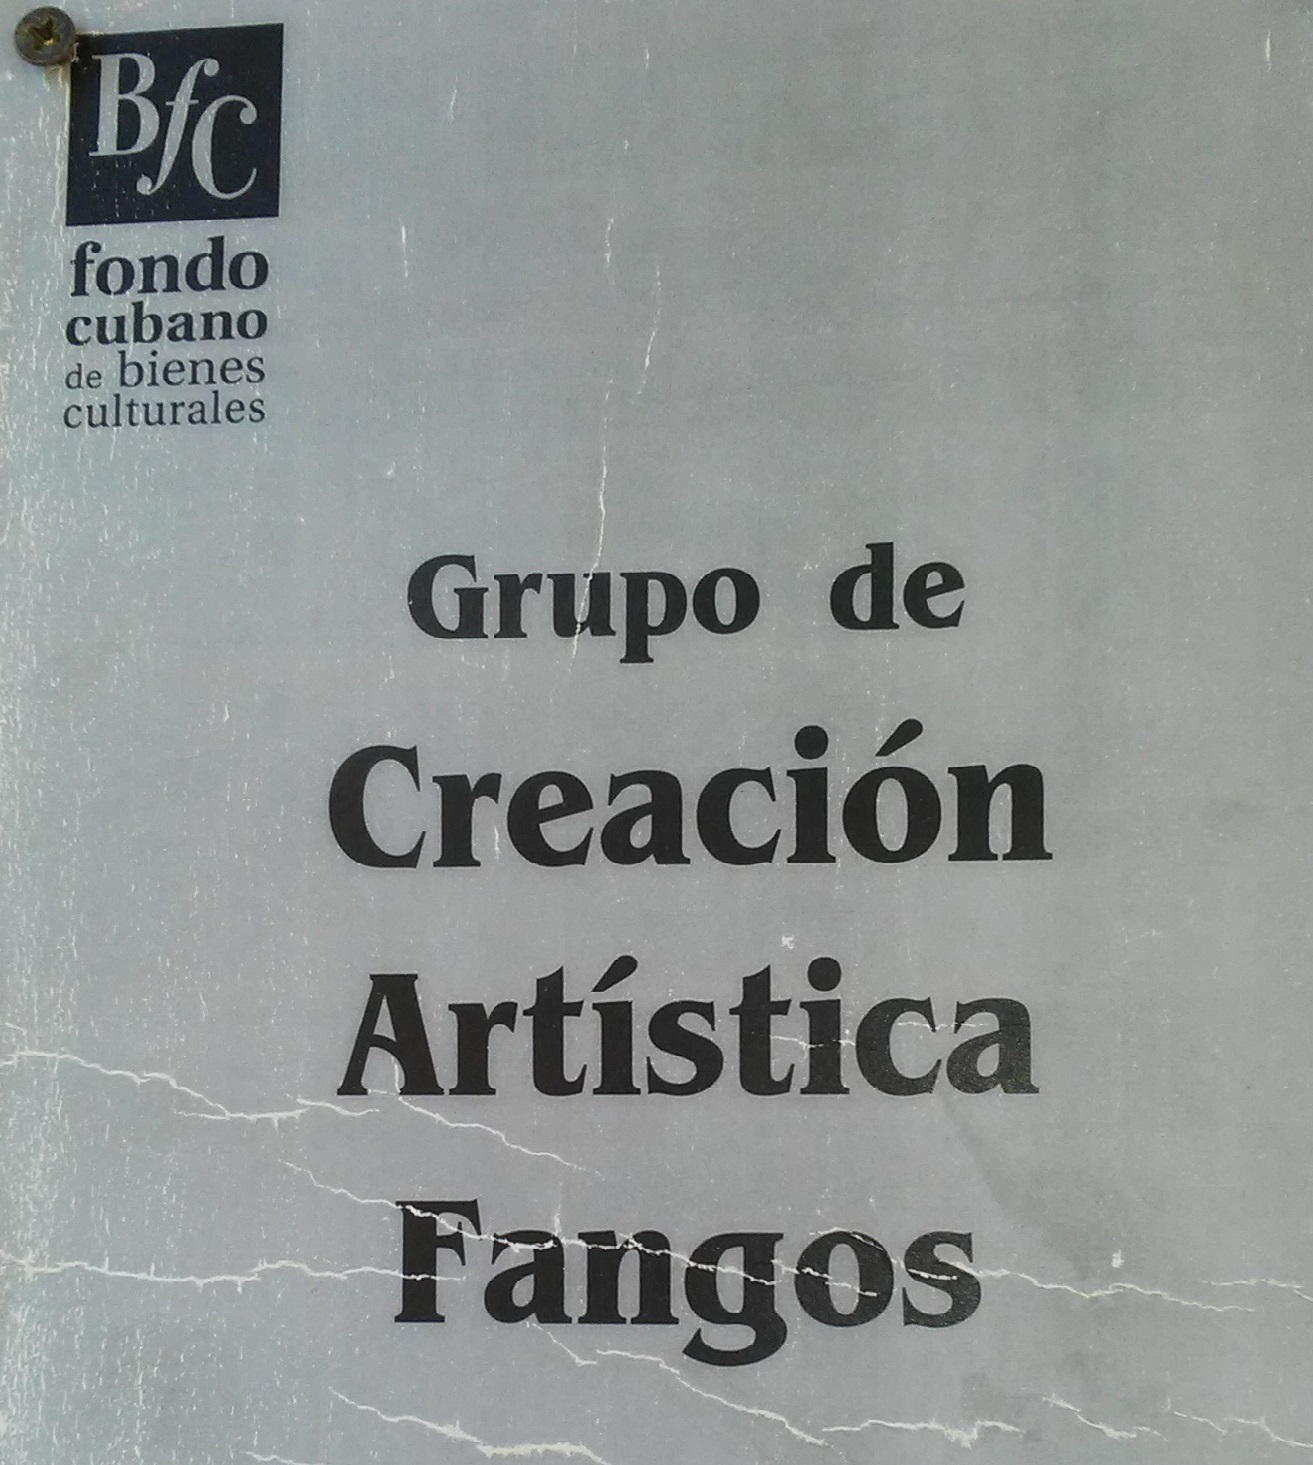 BfC
fondo
cubano
de bienes
culturales
Grupo de
Creación
Artística
Fangos